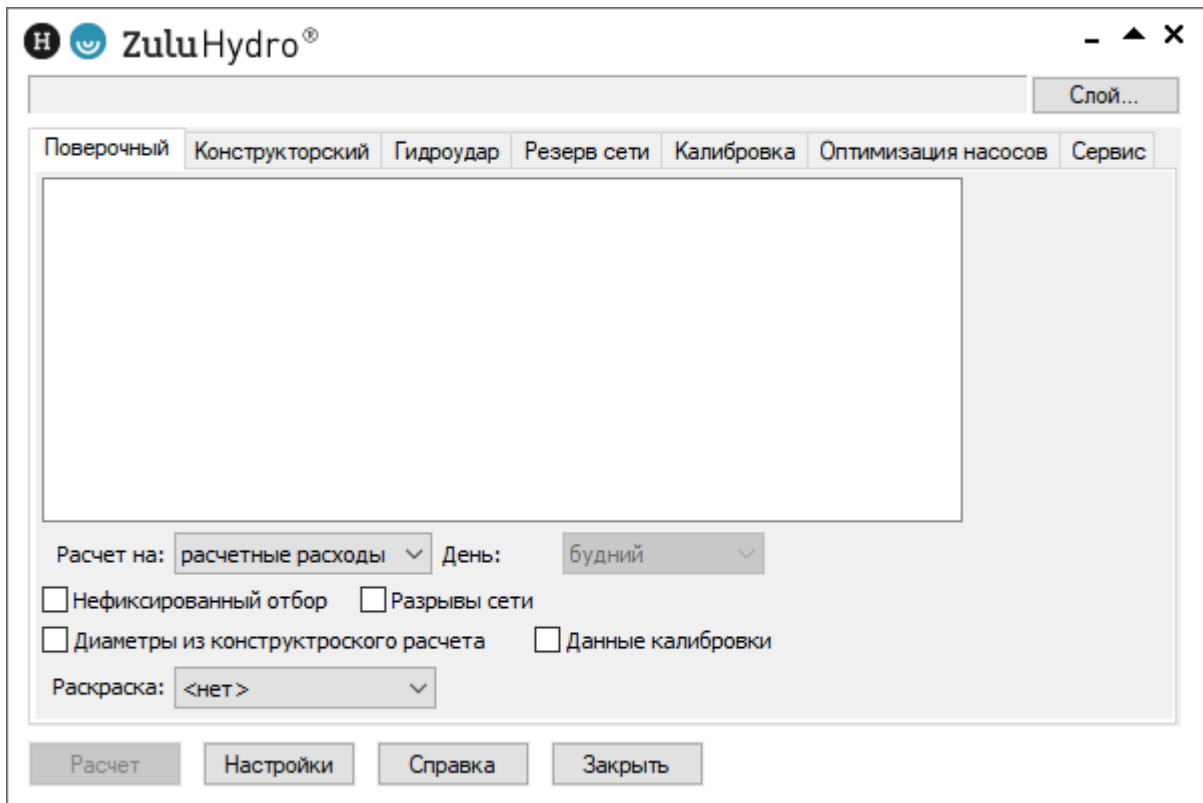 H ZuluHydro®
Слой...
Поверочный Конструкторский Гидроудар Резерв сети Калибровка Оптимизация насосов Сервис
Расчет на: расчетные расходы День: будний
Нефиксированный отбор Разрывы сети
Диаметры из конструктроского расчета Данные калибровки
Раскраска: <нет>
Расчет Настройки Справка Закрыть